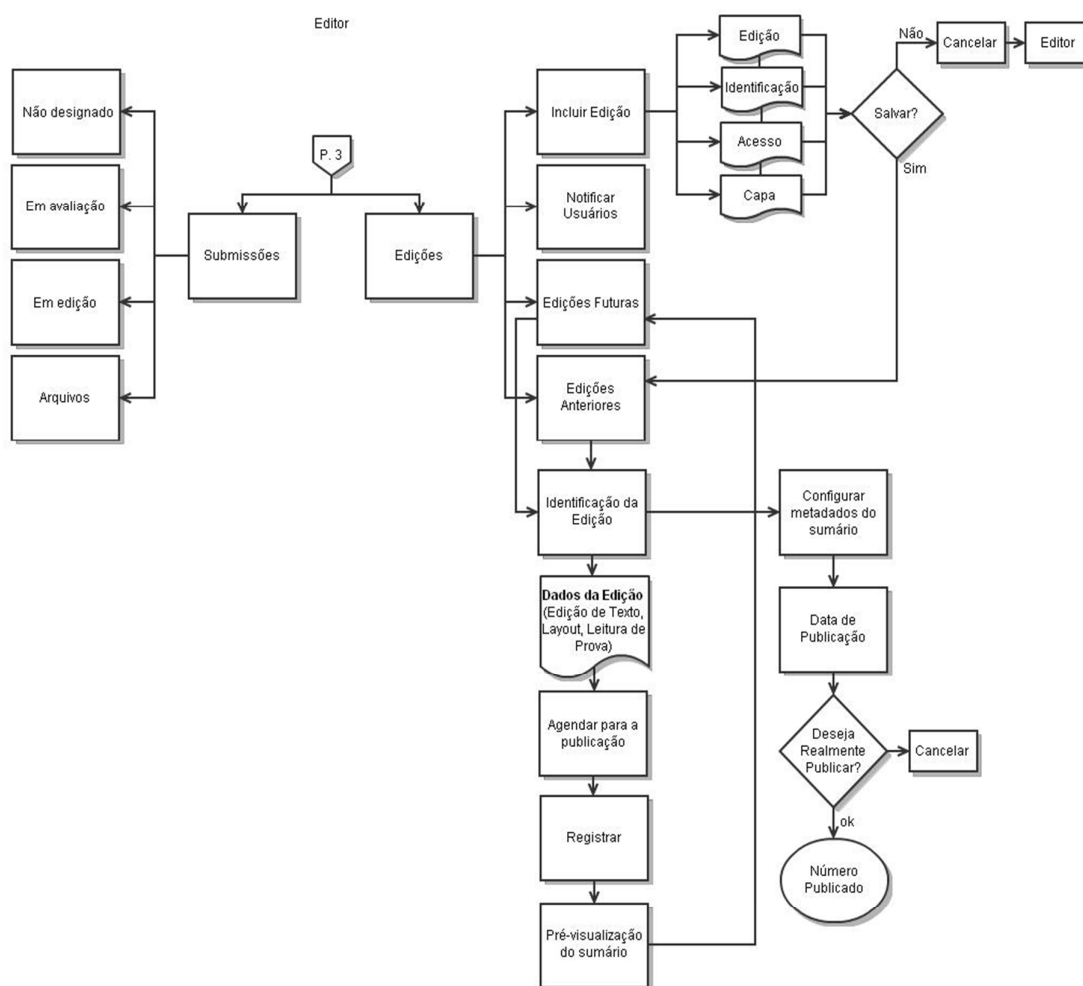 Editor
Não designado
Em avaliação
Em edição
Arquivos
P. 3
Submissões
Edições
Incluir Edição
Notificar
Usuários
Edições Futuras
Edições
Anteriores
Identificação da
Edição
Dados da Edição
(Edição de Texto,
Layout, Leitura de
Prova)
Agendar para a
publicação
Registrar
Pré-visualização
do sumário
Edição
Identificação
Acesso
Capa
Salvar?
Não
Cancelar
Editor
Sim
Configurar
metadados do
sumário
Data de
Publicação
Deseja
Realmente
Publicar?
Cancelar
ok
Número
Publicado